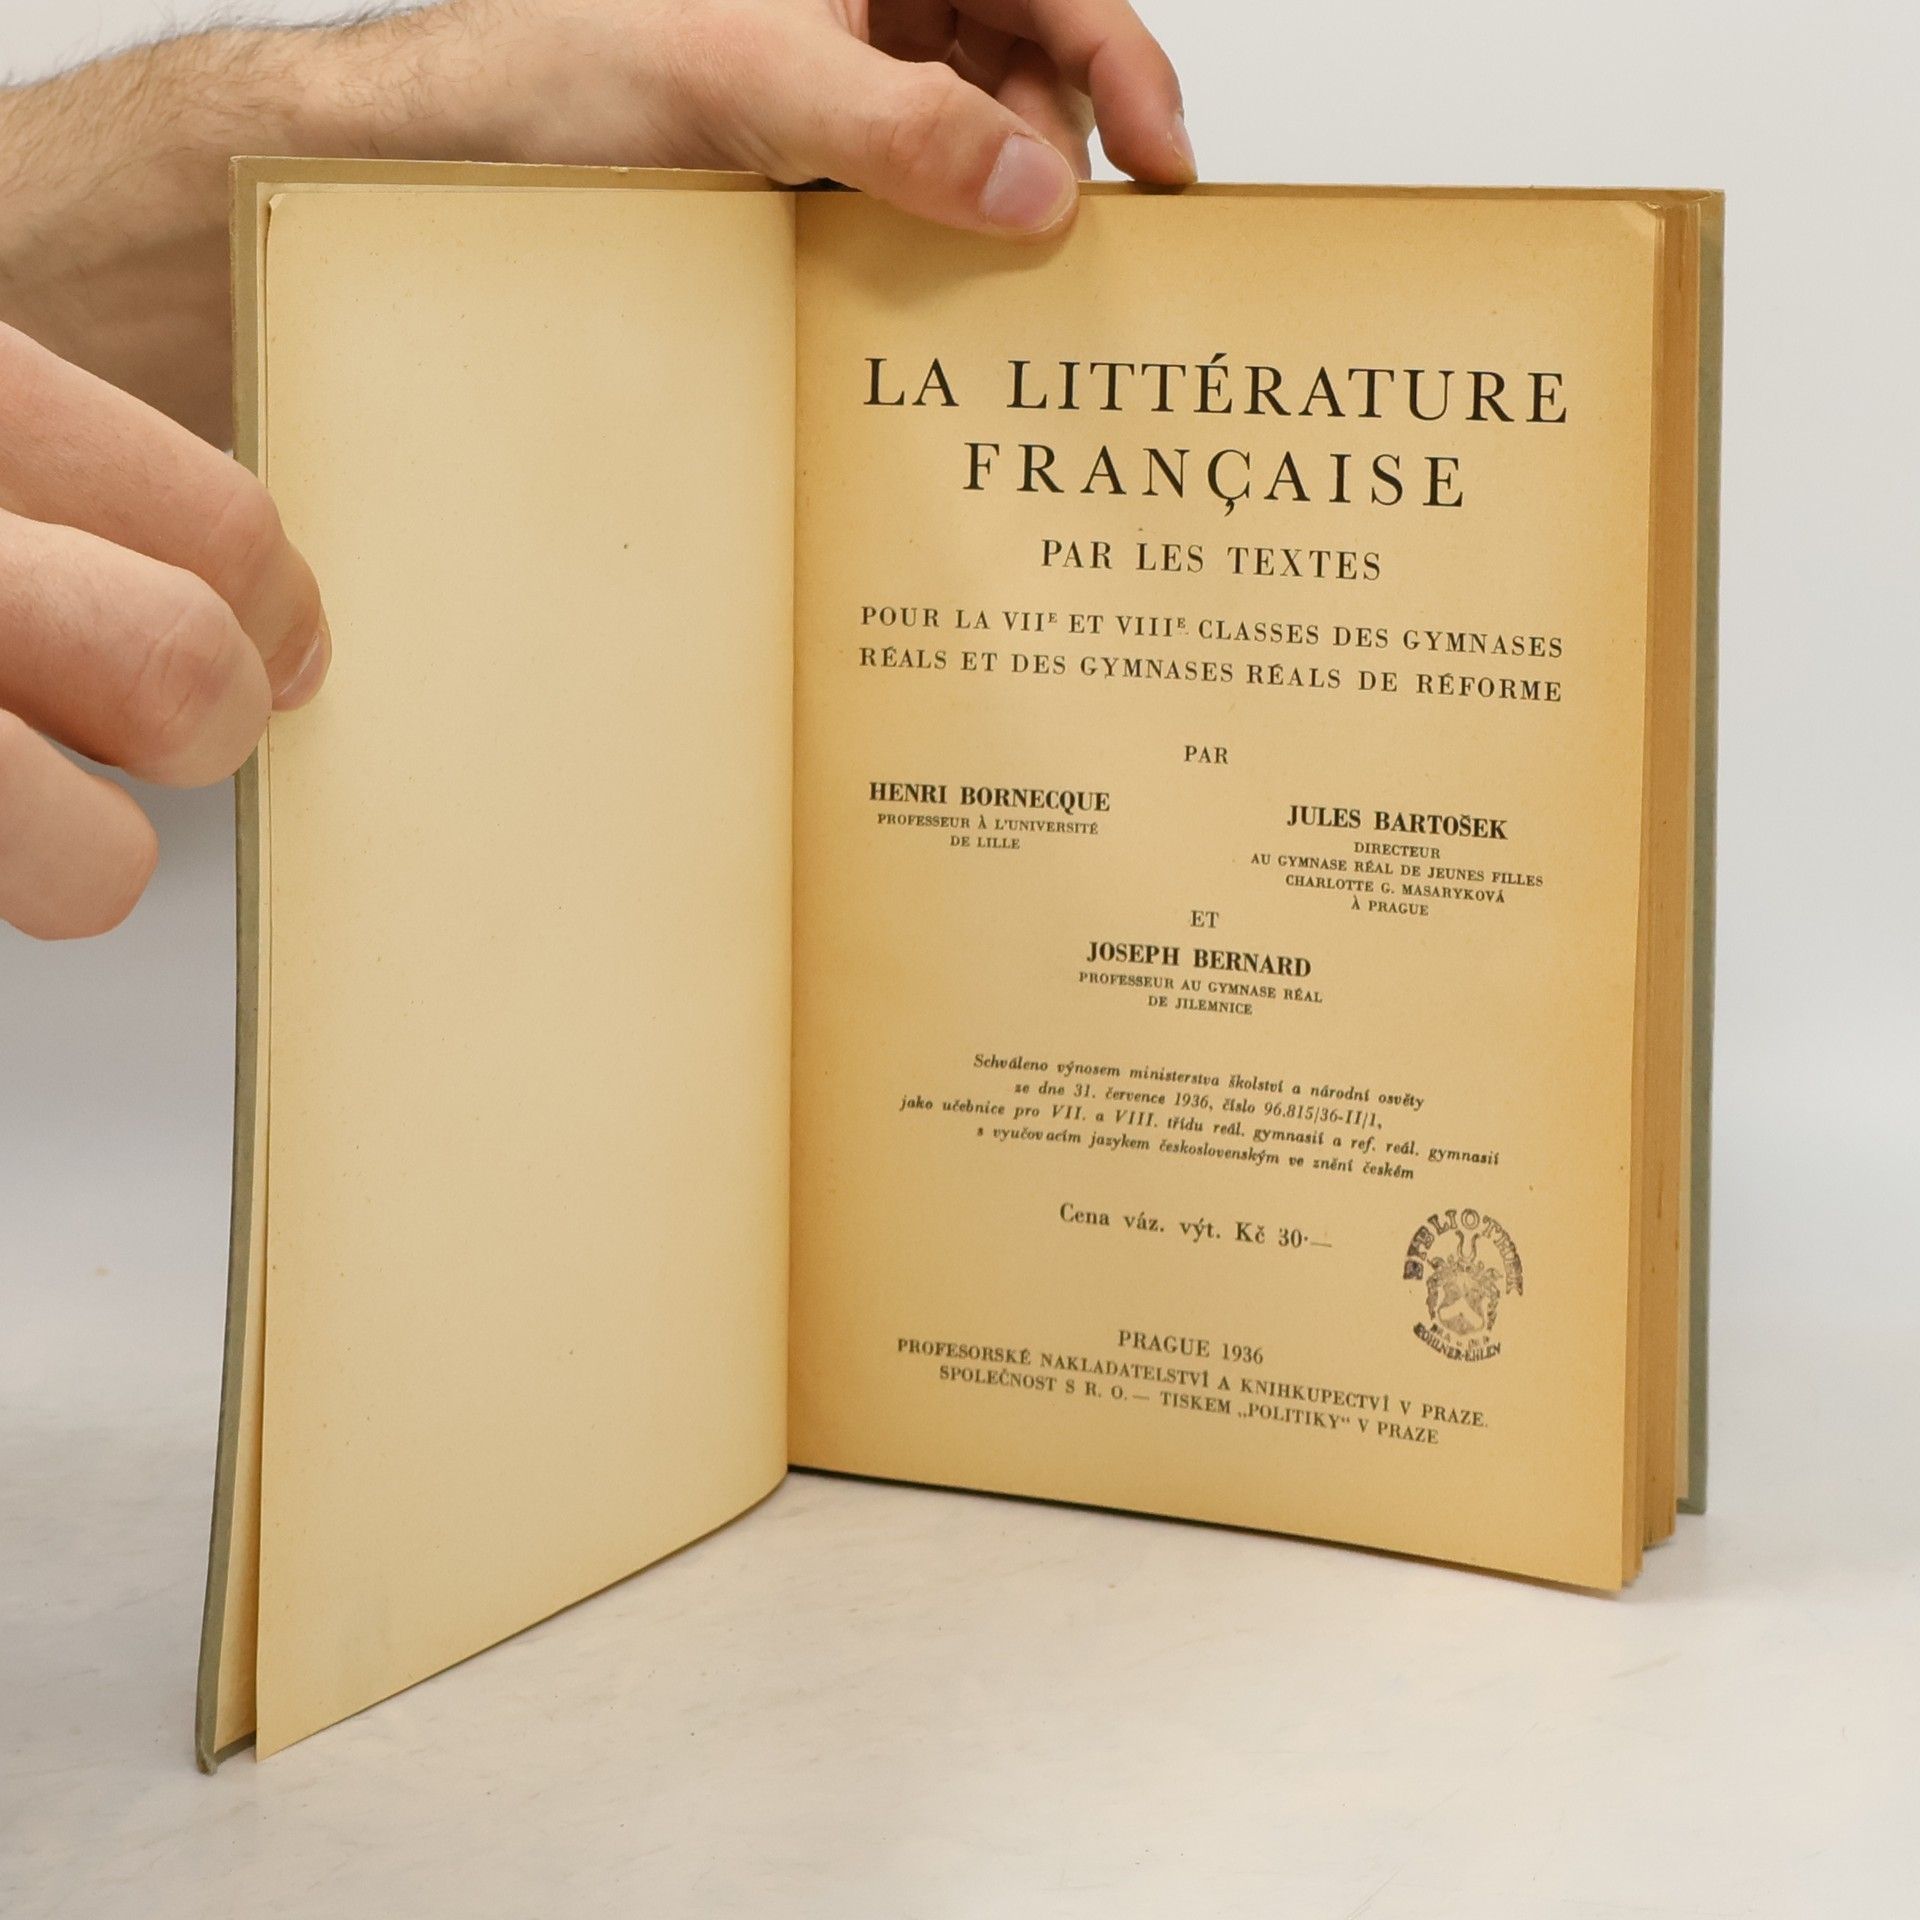 LA LITTÉRATURE
FRANÇAISE
PAR LES TEXTES
POUR LA VIIE ET VIIIE CLASSES DES GYMNASES
RÉALS ET DES GYMNASES RÉALS DE RÉFORME
PAR
HENRI BORNECQUE
PROFESSEUR À L'UNIVERSITÉ
DE LILLE
JULES BARTOŠEK
DIRECTEUR
AU GYMNASE RÉAL DE JEUNES FILLES
CHARLOTTE G. MASARYKOVÁ
À PRAGUE
ET
JOSEPH BERNARD
PROFESSEUR AU GYMNASE RÉAL
DE JILEMNICE
Schváleno výnosem ministerstva školství a národní osvěty
ze dne 31. července 1936, číslo 96.815/36-II/1,
jako učebnice pro VII. a VIII. třídu reál. gymnasií a ref. reál. gymnasií
s vyučovacím jazykem československým ve znění českém
Cena váz. výt. Kč 30·—
BIBLIOTHEK
PRAGUE 1936
PROFESORSKÉ NAKLADATELSTVÍ A KNIHKUPECTVÍ V PRAZE.
SPOLEČNOST S R. O. — TISKEM „POLITIKY“ V PRAZE